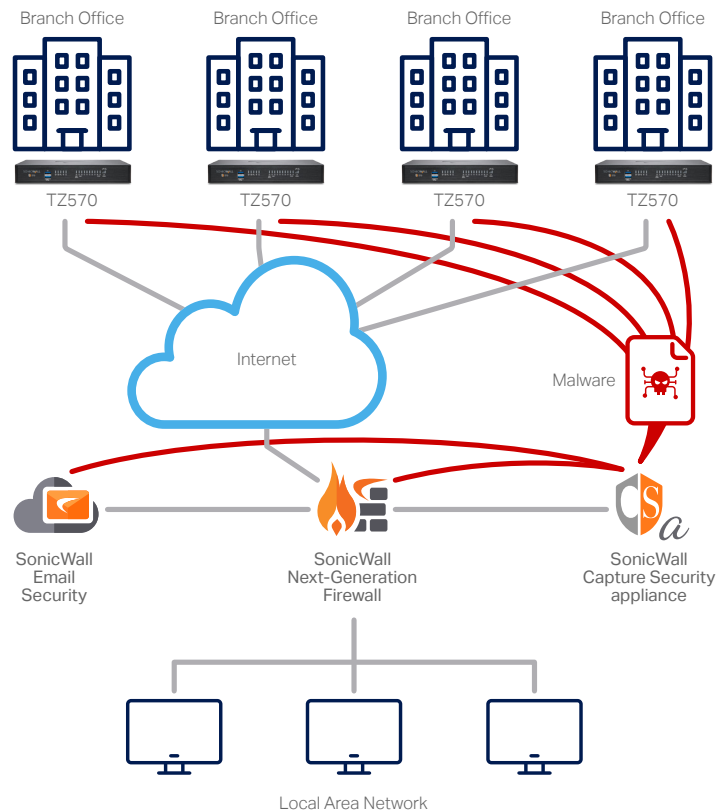 Branch Office
Branch Office
Branch Office
Branch Office
TZ570
TZ570
TZ570
TZ570
Internet
Malware
CSa
SonicWall
Email
Security
SonicWall
Next-Generation
Firewall
SonicWall
Capture Security
appliance
Local Area Network